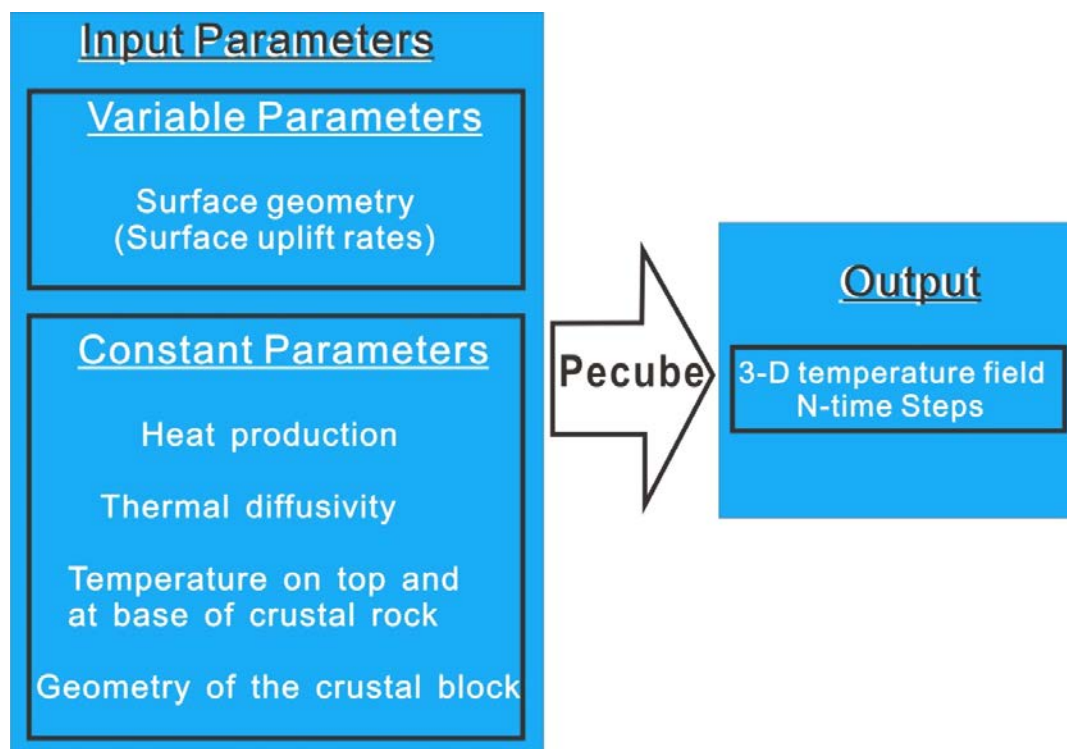 Input Parameters
Variable Parameters
Surface geometry
(Surface uplift rates)
Constant Parameters
Heat production
Thermal diffusivity
Temperature on top and
at base of crustal rock
Geometry of the crustal block
Pecube
Output
3-D temperature field
N-time Steps